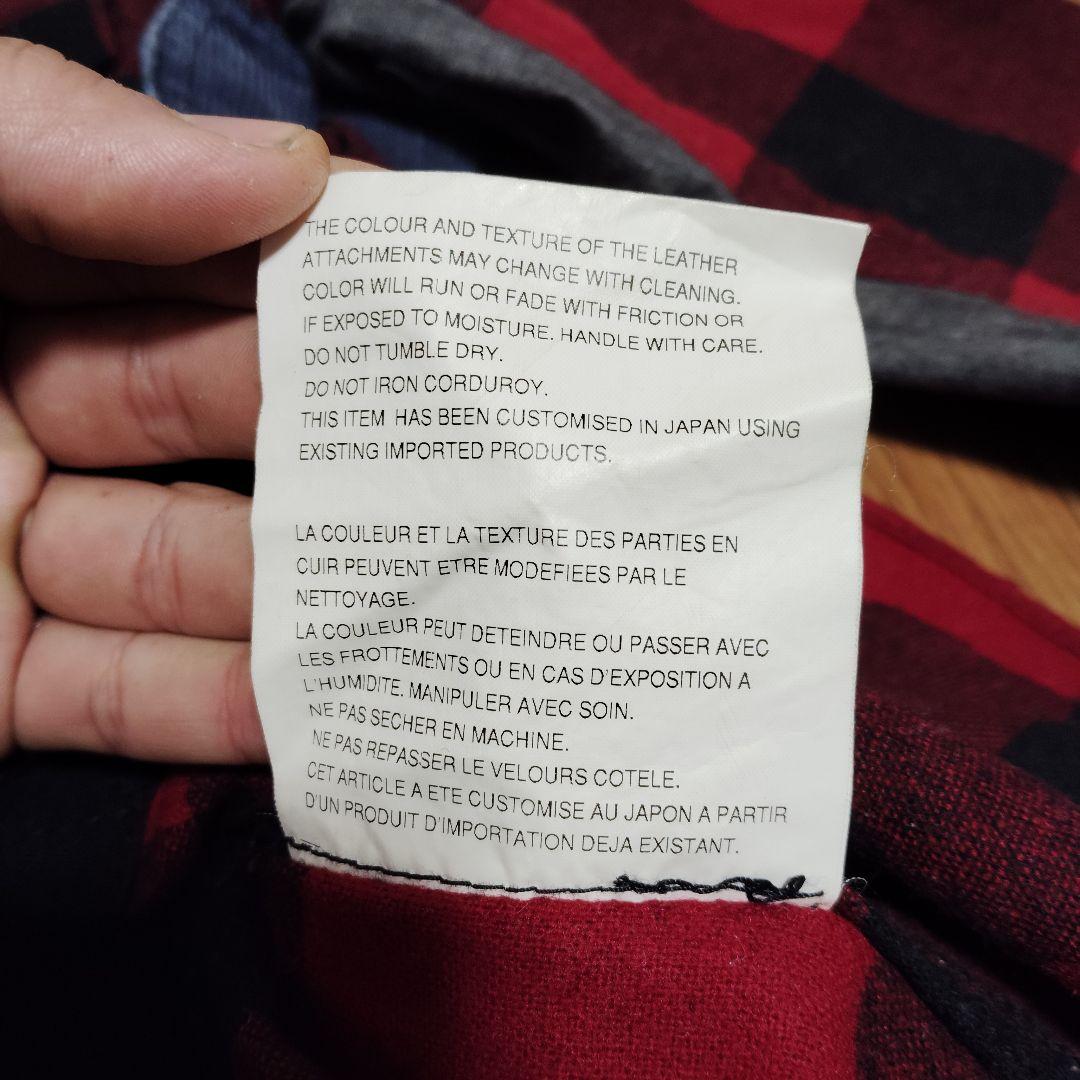 THE COLOUR AND TEXTURE OF THE LEATHER
ATTACHMENTS MAY CHANGE WITH CLEANING.
COLOR WILL RUN OR FADE WITH FRICTION OR
IF EXPOSED TO MOISTURE. HANDLE WITH CARE.
DO NOT TUMBLE DRY.
DO NOT IRON CORDUROY.
THIS ITEM HAS BEEN CUSTOMISED IN JAPAN USING
EXISTING IMPORTED PRODUCTS.
LA COULEUR ET LA TEXTURE DES PARTIES EN
CUIR PEUVENT ETRE MODEFIEES PAR LE
NETTOYAGE.
LA COULEUR PEUT DETEINDRE OU PASSER AVEC
LES FROTTEMENTS OU EN CAS D'EXPOSITION A
L'HUMIDITE. MANIPULER AVEC SOIN.
NE PAS SECHER EN MACHINE.
NE PAS REPASSER LE VELOURS COTELE.
CET ARTICLE A ETE CUSTOMISE AU JAPON A PARTIR
D'UN PRODUIT D'IMPORTATION DEJA EXISTANT.